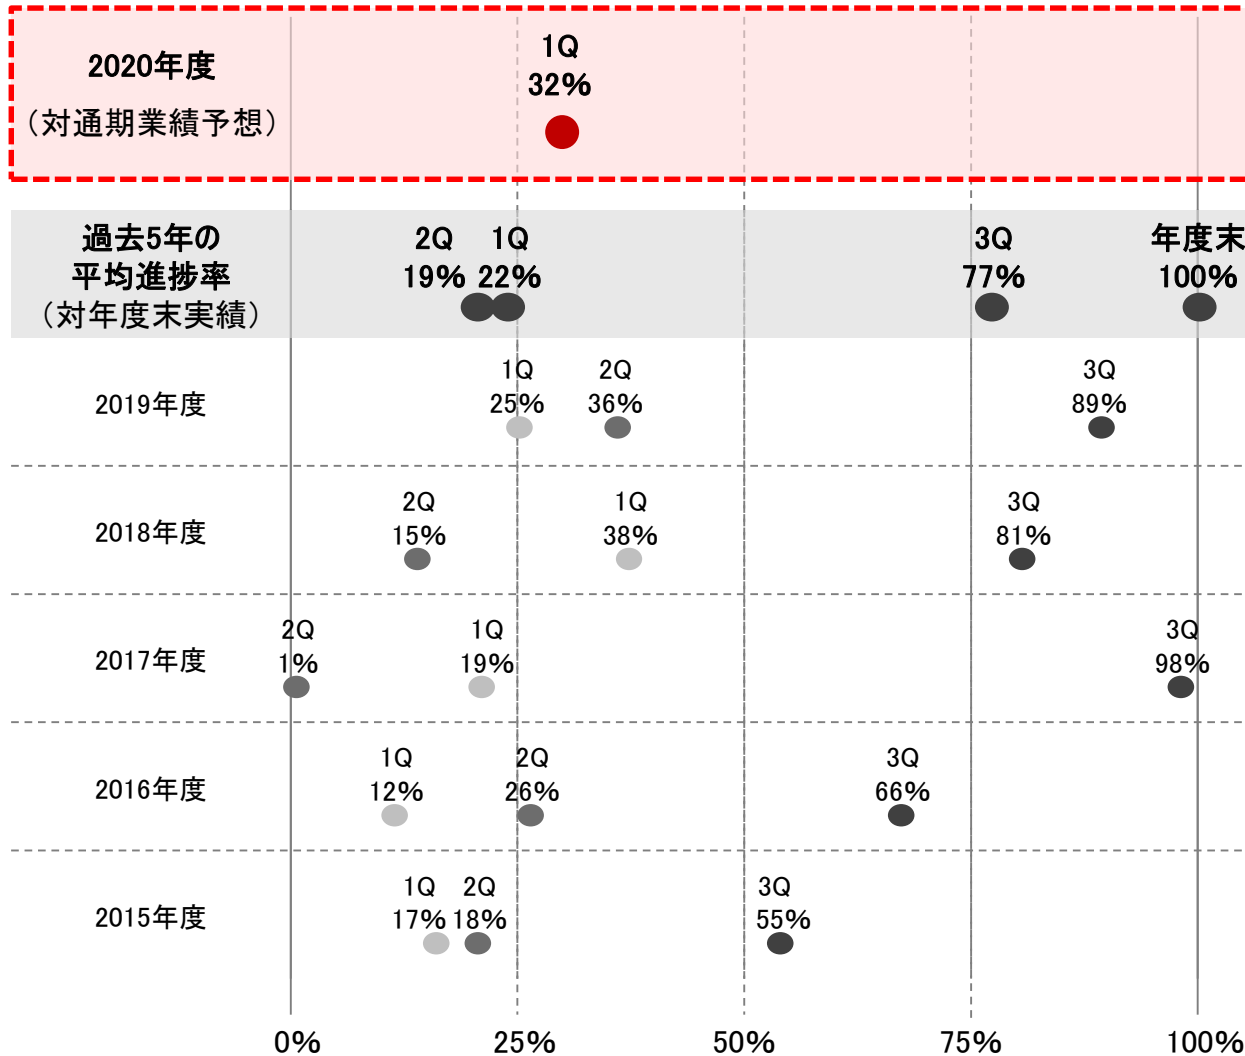 2020年度
(対通期業績予想)
1Q
32%
過去5年の
平均進捗率
(対年度末実績)
2Q
19%
1Q
22%
3Q
77%
年度末
100%
2019年度
1Q
25%
2Q
36%
3Q
89%
2018年度
2Q
15%
1Q
38%
3Q
81%
2017年度
2Q
1%
1Q
19%
3Q
98%
2016年度
1Q
12%
2Q
26%
3Q
66%
2015年度
1Q
17%
2Q
18%
3Q
55%
0%
25%
50%
75%
100%